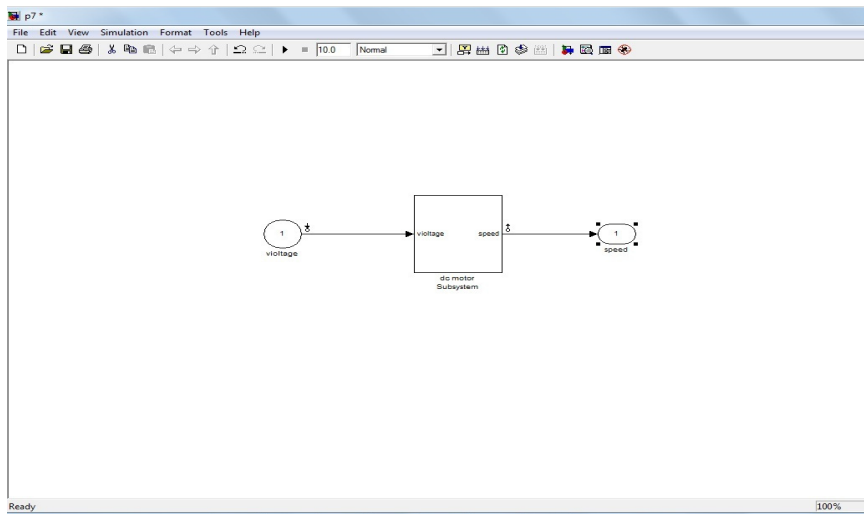 p7 *
File Edit View Simulation Format Tools Help
10.0 Normal
1
violtage
violtage speed
dc motor
Subsystem
1
speed
Ready 100%